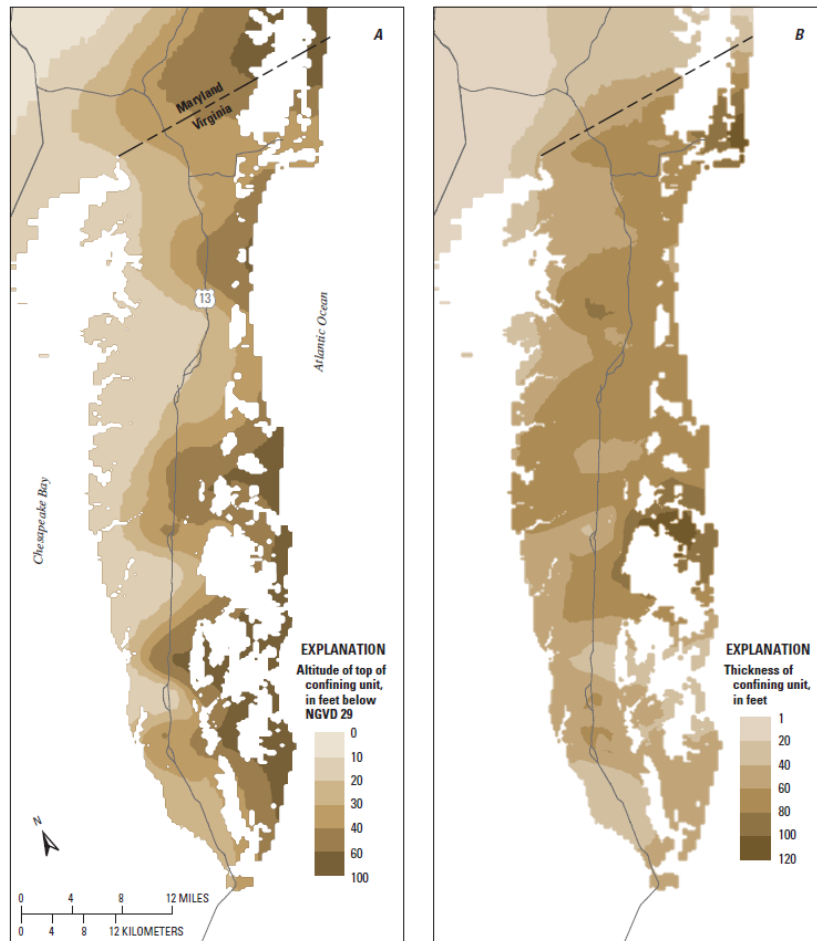 A
Maryland
Virginia
13
Atlantic Ocean
Chesapeake Bay
EXPLANATION
Altitude of top of
confining unit,
in feet below
NGVD 29
0
10
20
30
40
60
100
N
0 4 8 12 MILES
0 4 8 12 KILOMETERS
B
EXPLANATION
Thickness of
confining unit,
in feet
1
20
40
60
80
100
120